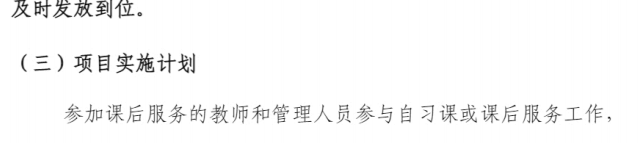 及时发放到位。
（三）项目实施计划
参加课后服务的教师和管理人员参与自习课或课后服务工作，